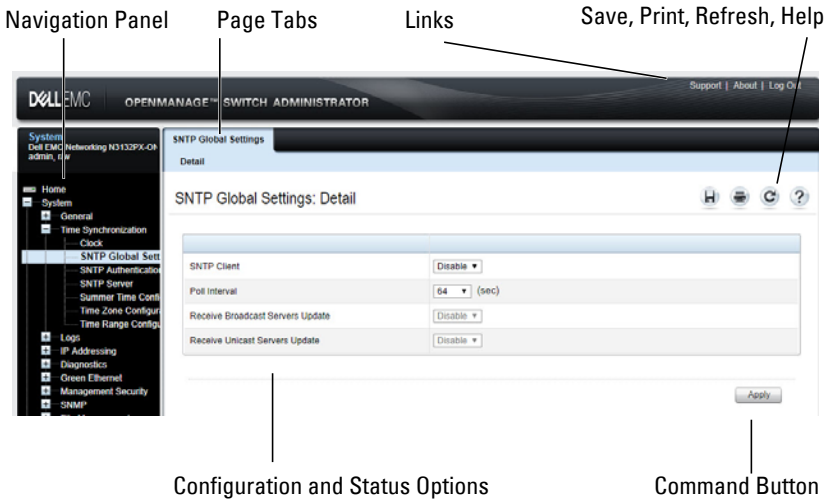 Navigation Panel Page Tabs Links Save, Print, Refresh, Help
DELLEMC OPENMANAGE™ SWITCH ADMINISTRATOR Support | About | Log Out
System
Dell EMC Networking N3132PX-ON
admin, r/w
SNTP Global Settings
Detail
Home
System
General
Time Synchronization
Clock
SNTP Global Sett
SNTP Authentication
SNTP Server
Summer Time Confi
Time Zone Configura
Time Range Configu
Logs
IP Addressing
Diagnostics
Green Ethernet
Management Security
SNMP
SNTP Global Settings: Detail
SNTP Client Disable
Poll Interval 64 (sec)
Receive Broadcast Servers Update Disable
Receive Unicast Servers Update Disable
Apply
Configuration and Status Options Command Button